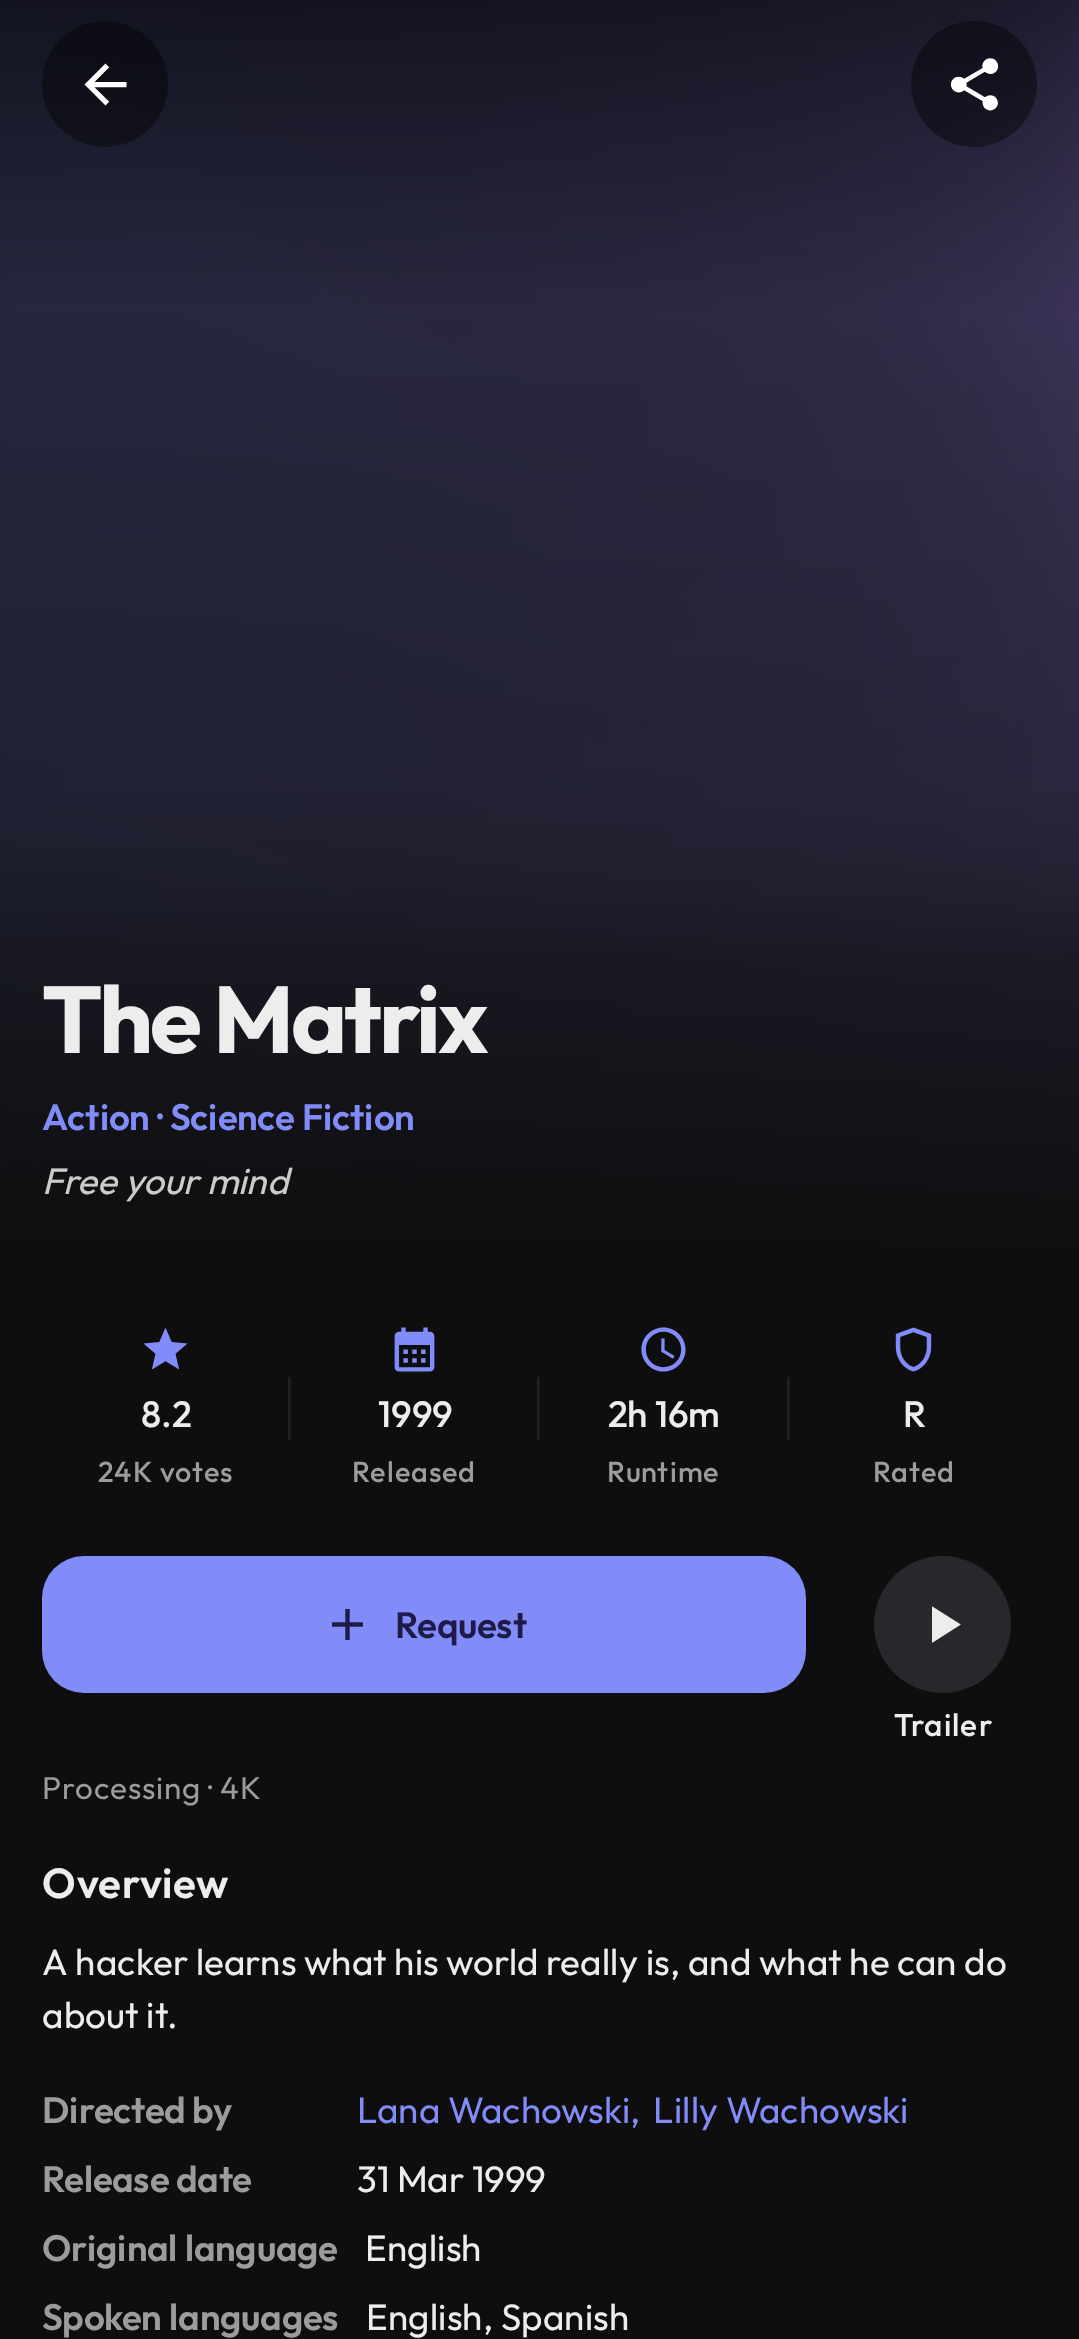 The Matrix
Action · Science Fiction
Free your mind
8.2 1999 2h 16m R
24K votes Released Runtime Rated
Request
Trailer
Processing · 4K
Overview
A hacker learns what his world really is, and what he can do
about it.
Directed by Lana Wachowski, Lilly Wachowski
Release date 31 Mar 1999
Original language English
Spoken languages English, Spanish